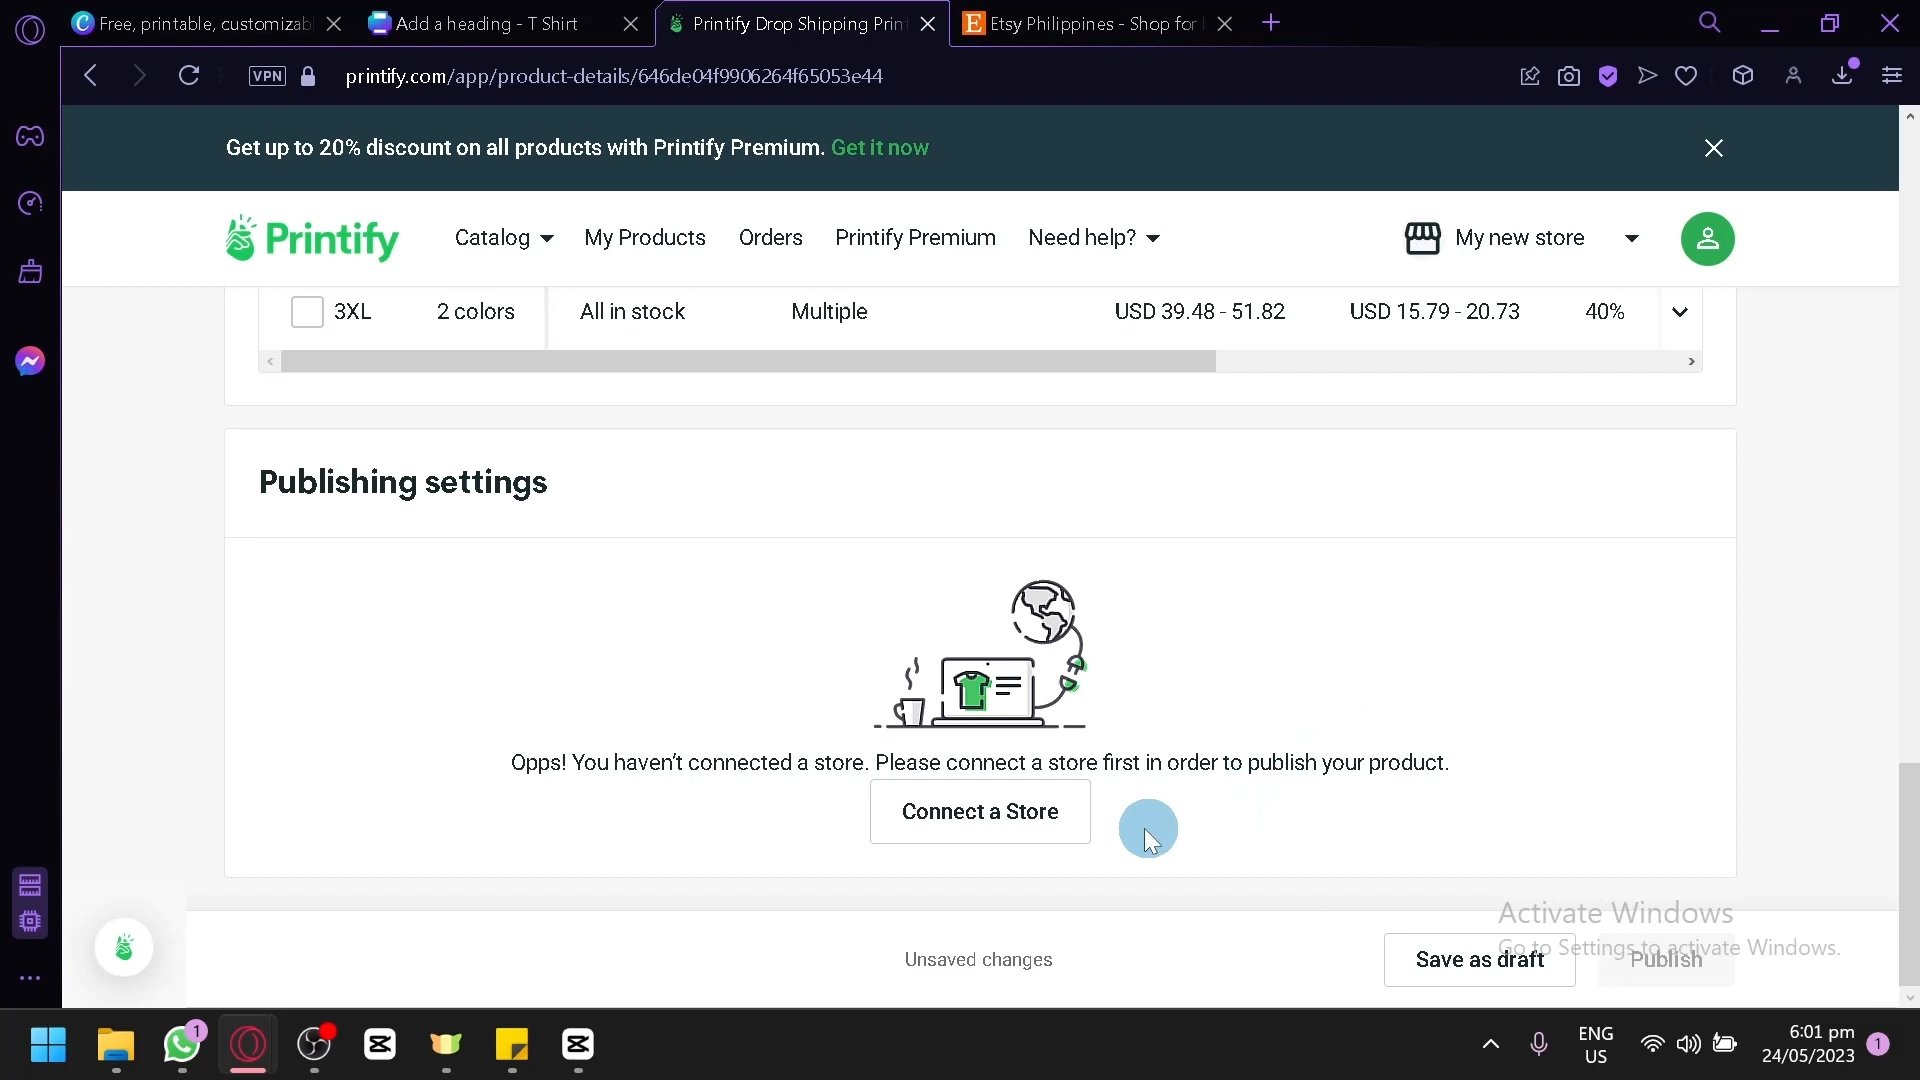 Free, printable, customizabl
Add a heading - T Shirt
Printify Drop Shipping Prin
Etsy Philippines - Shop for
VPN
printify.com/app/product-details/646de04f9906264f65053e44
Get up to 20% discount on all products with Printify Premium. Get it now
Printify
Catalog
My Products
Orders
Printify Premium
Need help?
My new store
3XL
2 colors
All in stock
Multiple
USD 39.48 - 51.82
USD 15.79 - 20.73
40%
Publishing settings
Opps! You haven't connected a store. Please connect a store first in order to publish your product.
Connect a Store
Unsaved changes
Save as draft
Publish
Activate Windows
Go to Settings to activate Windows.
1
ENG
US
6:01 pm
24/05/2023
1